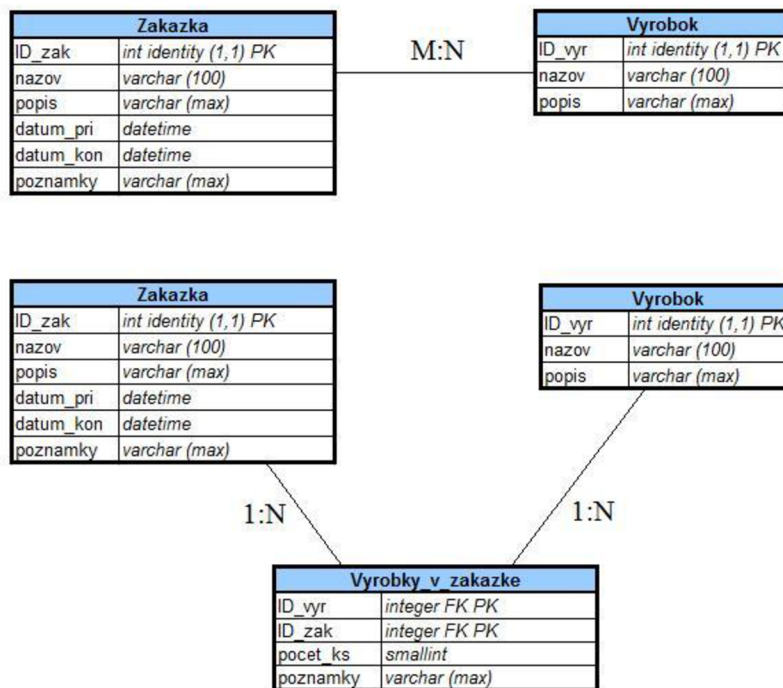 Zakazka
ID_zak int identity (1,1) PK
nazov varchar (100)
popis varchar (max)
datum_pri datetime
datum_kon datetime
poznamky varchar (max)
M:N
Vyrobok
ID_vyr int identity (1,1) PK
nazov varchar (100)
popis varchar (max)
Zakazka
ID_zak int identity (1,1) PK
nazov varchar (100)
popis varchar (max)
datum_pri datetime
datum_kon datetime
poznamky varchar (max)
Vyrobok
ID_vyr int identity (1,1) PK
nazov varchar (100)
popis varchar (max)
1:N
1:N
Vyrobky_v_zakazke
ID_vyr integer FK PK
ID_zak integer FK PK
pocet_ks smallint
poznamky varchar (max)